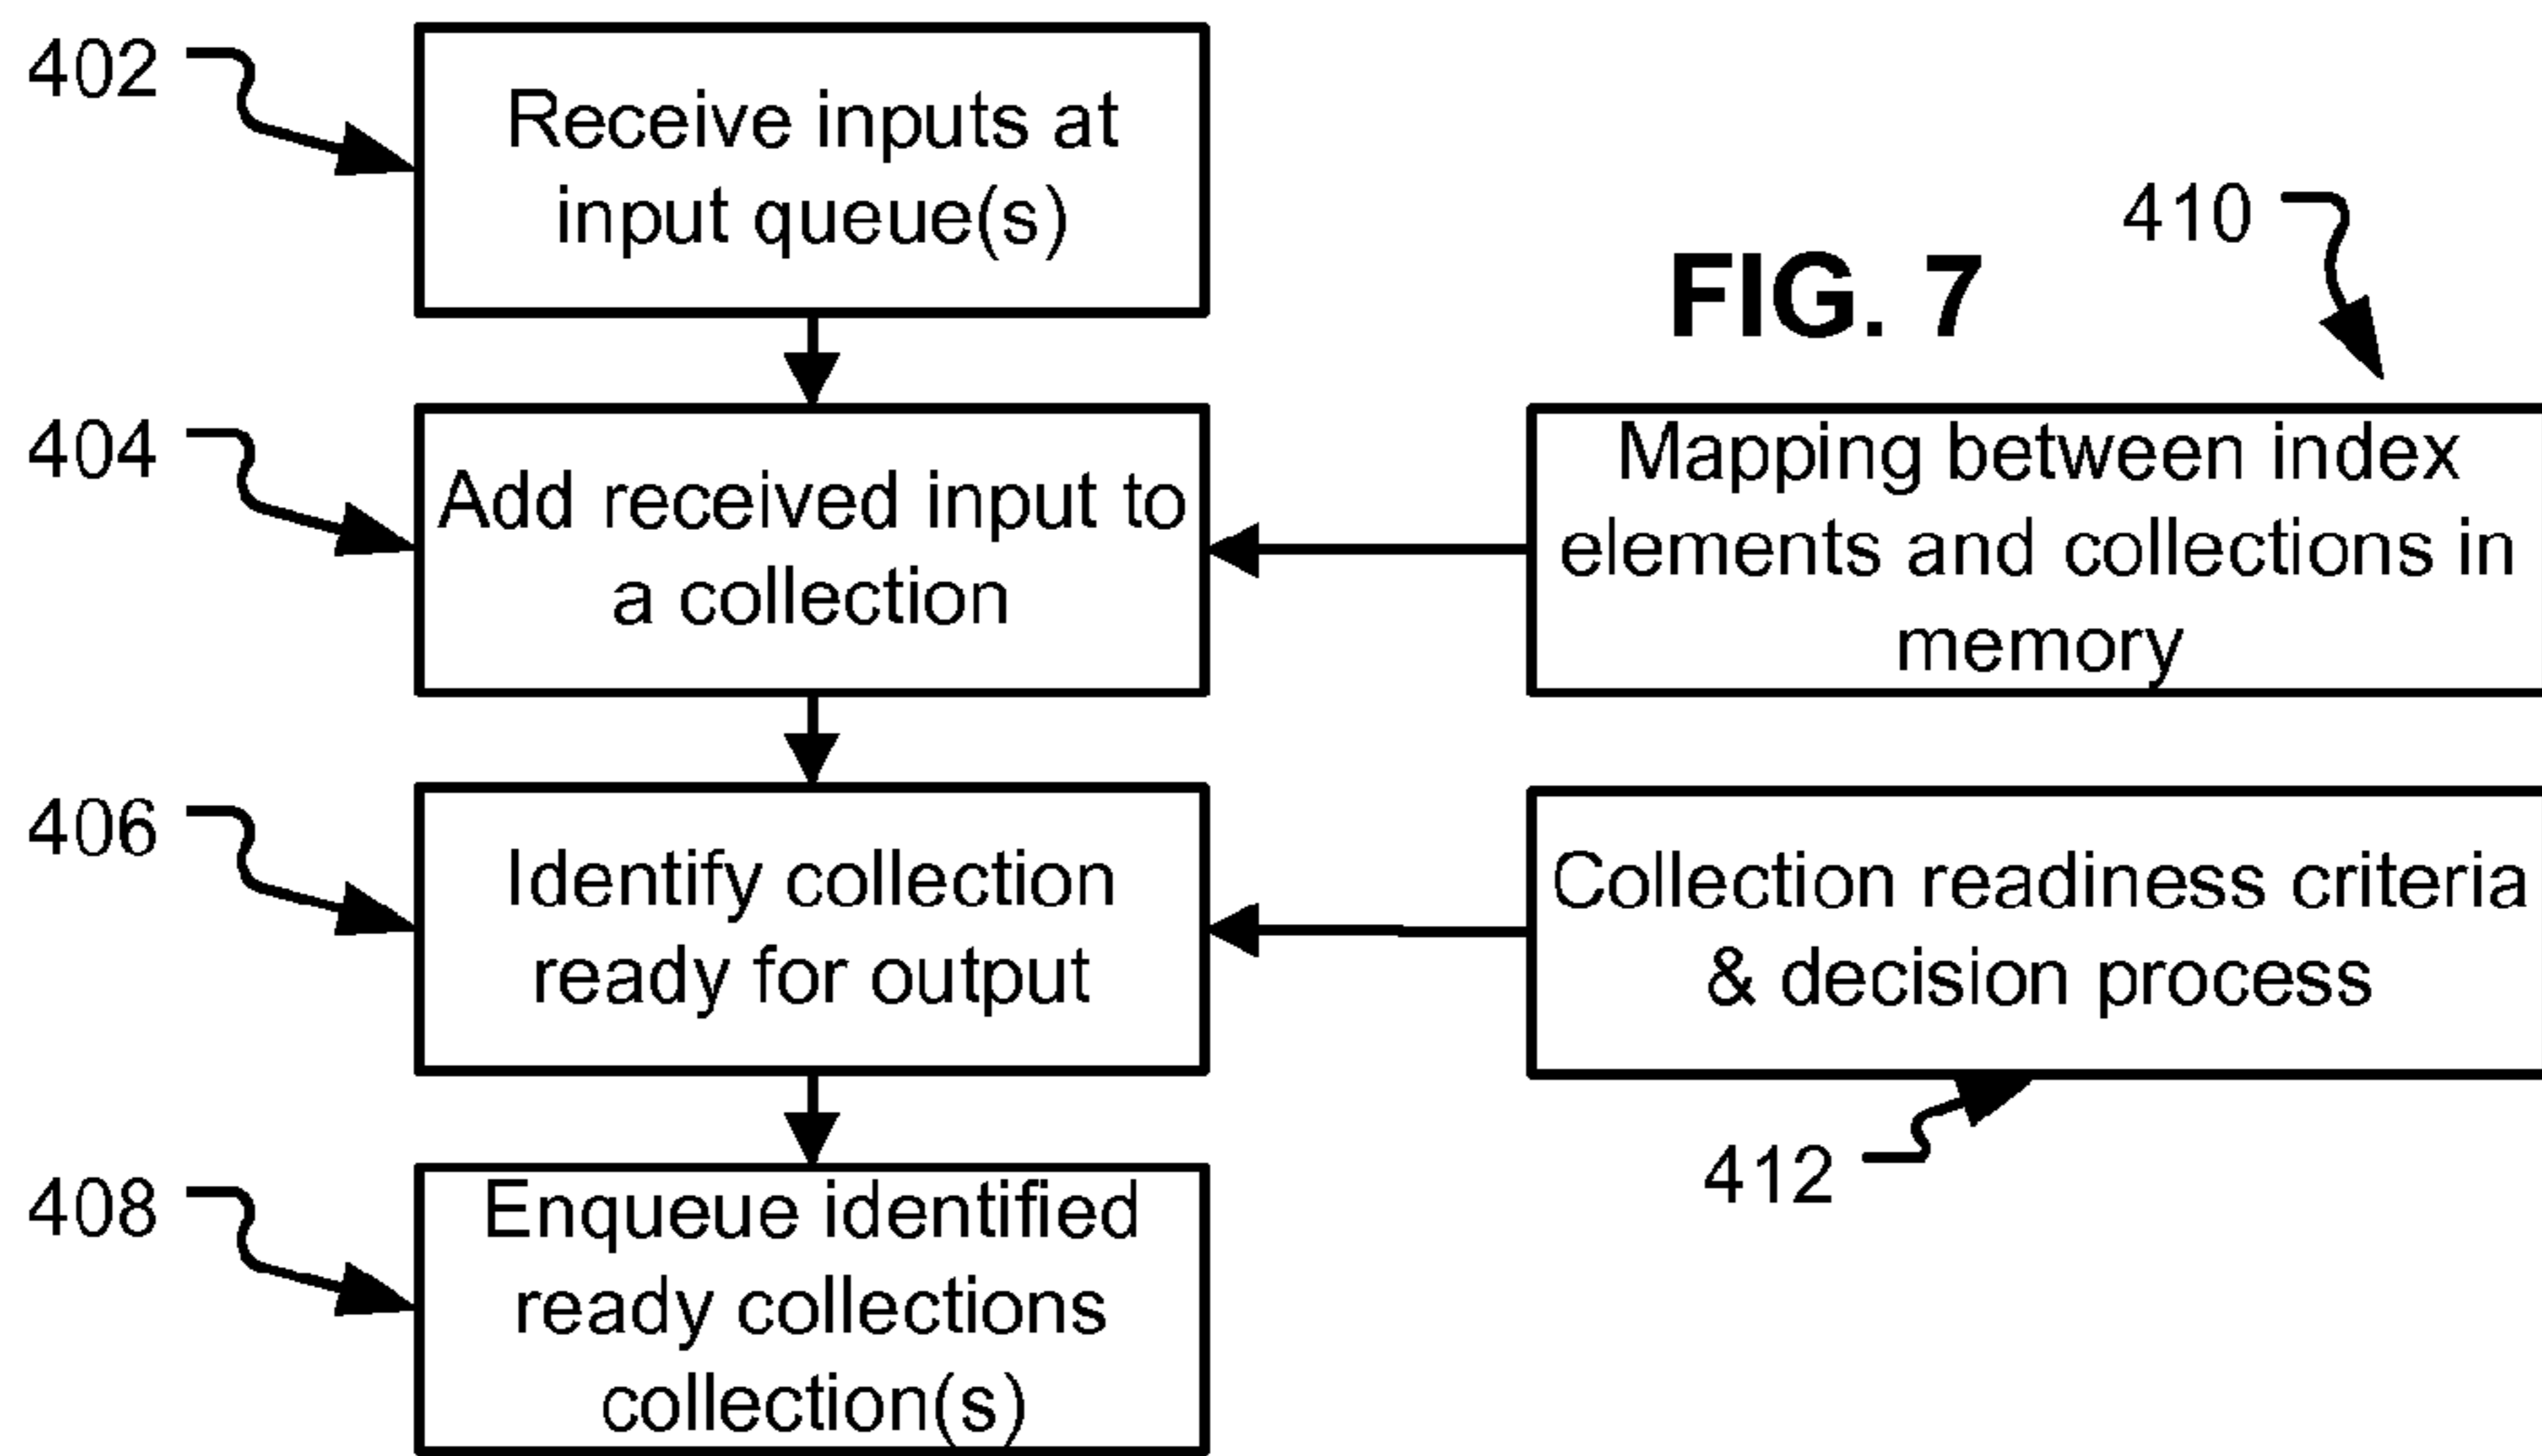 402
Receive inputs at
input queue(s)
410
FIG. 7
404
Add received input to
a collection
Mapping between index
elements and collections in
memory
406
Identify collection
ready for output
Collection readiness criteria
& decision process
412
408
Enqueue identified
ready collections
collection(s)